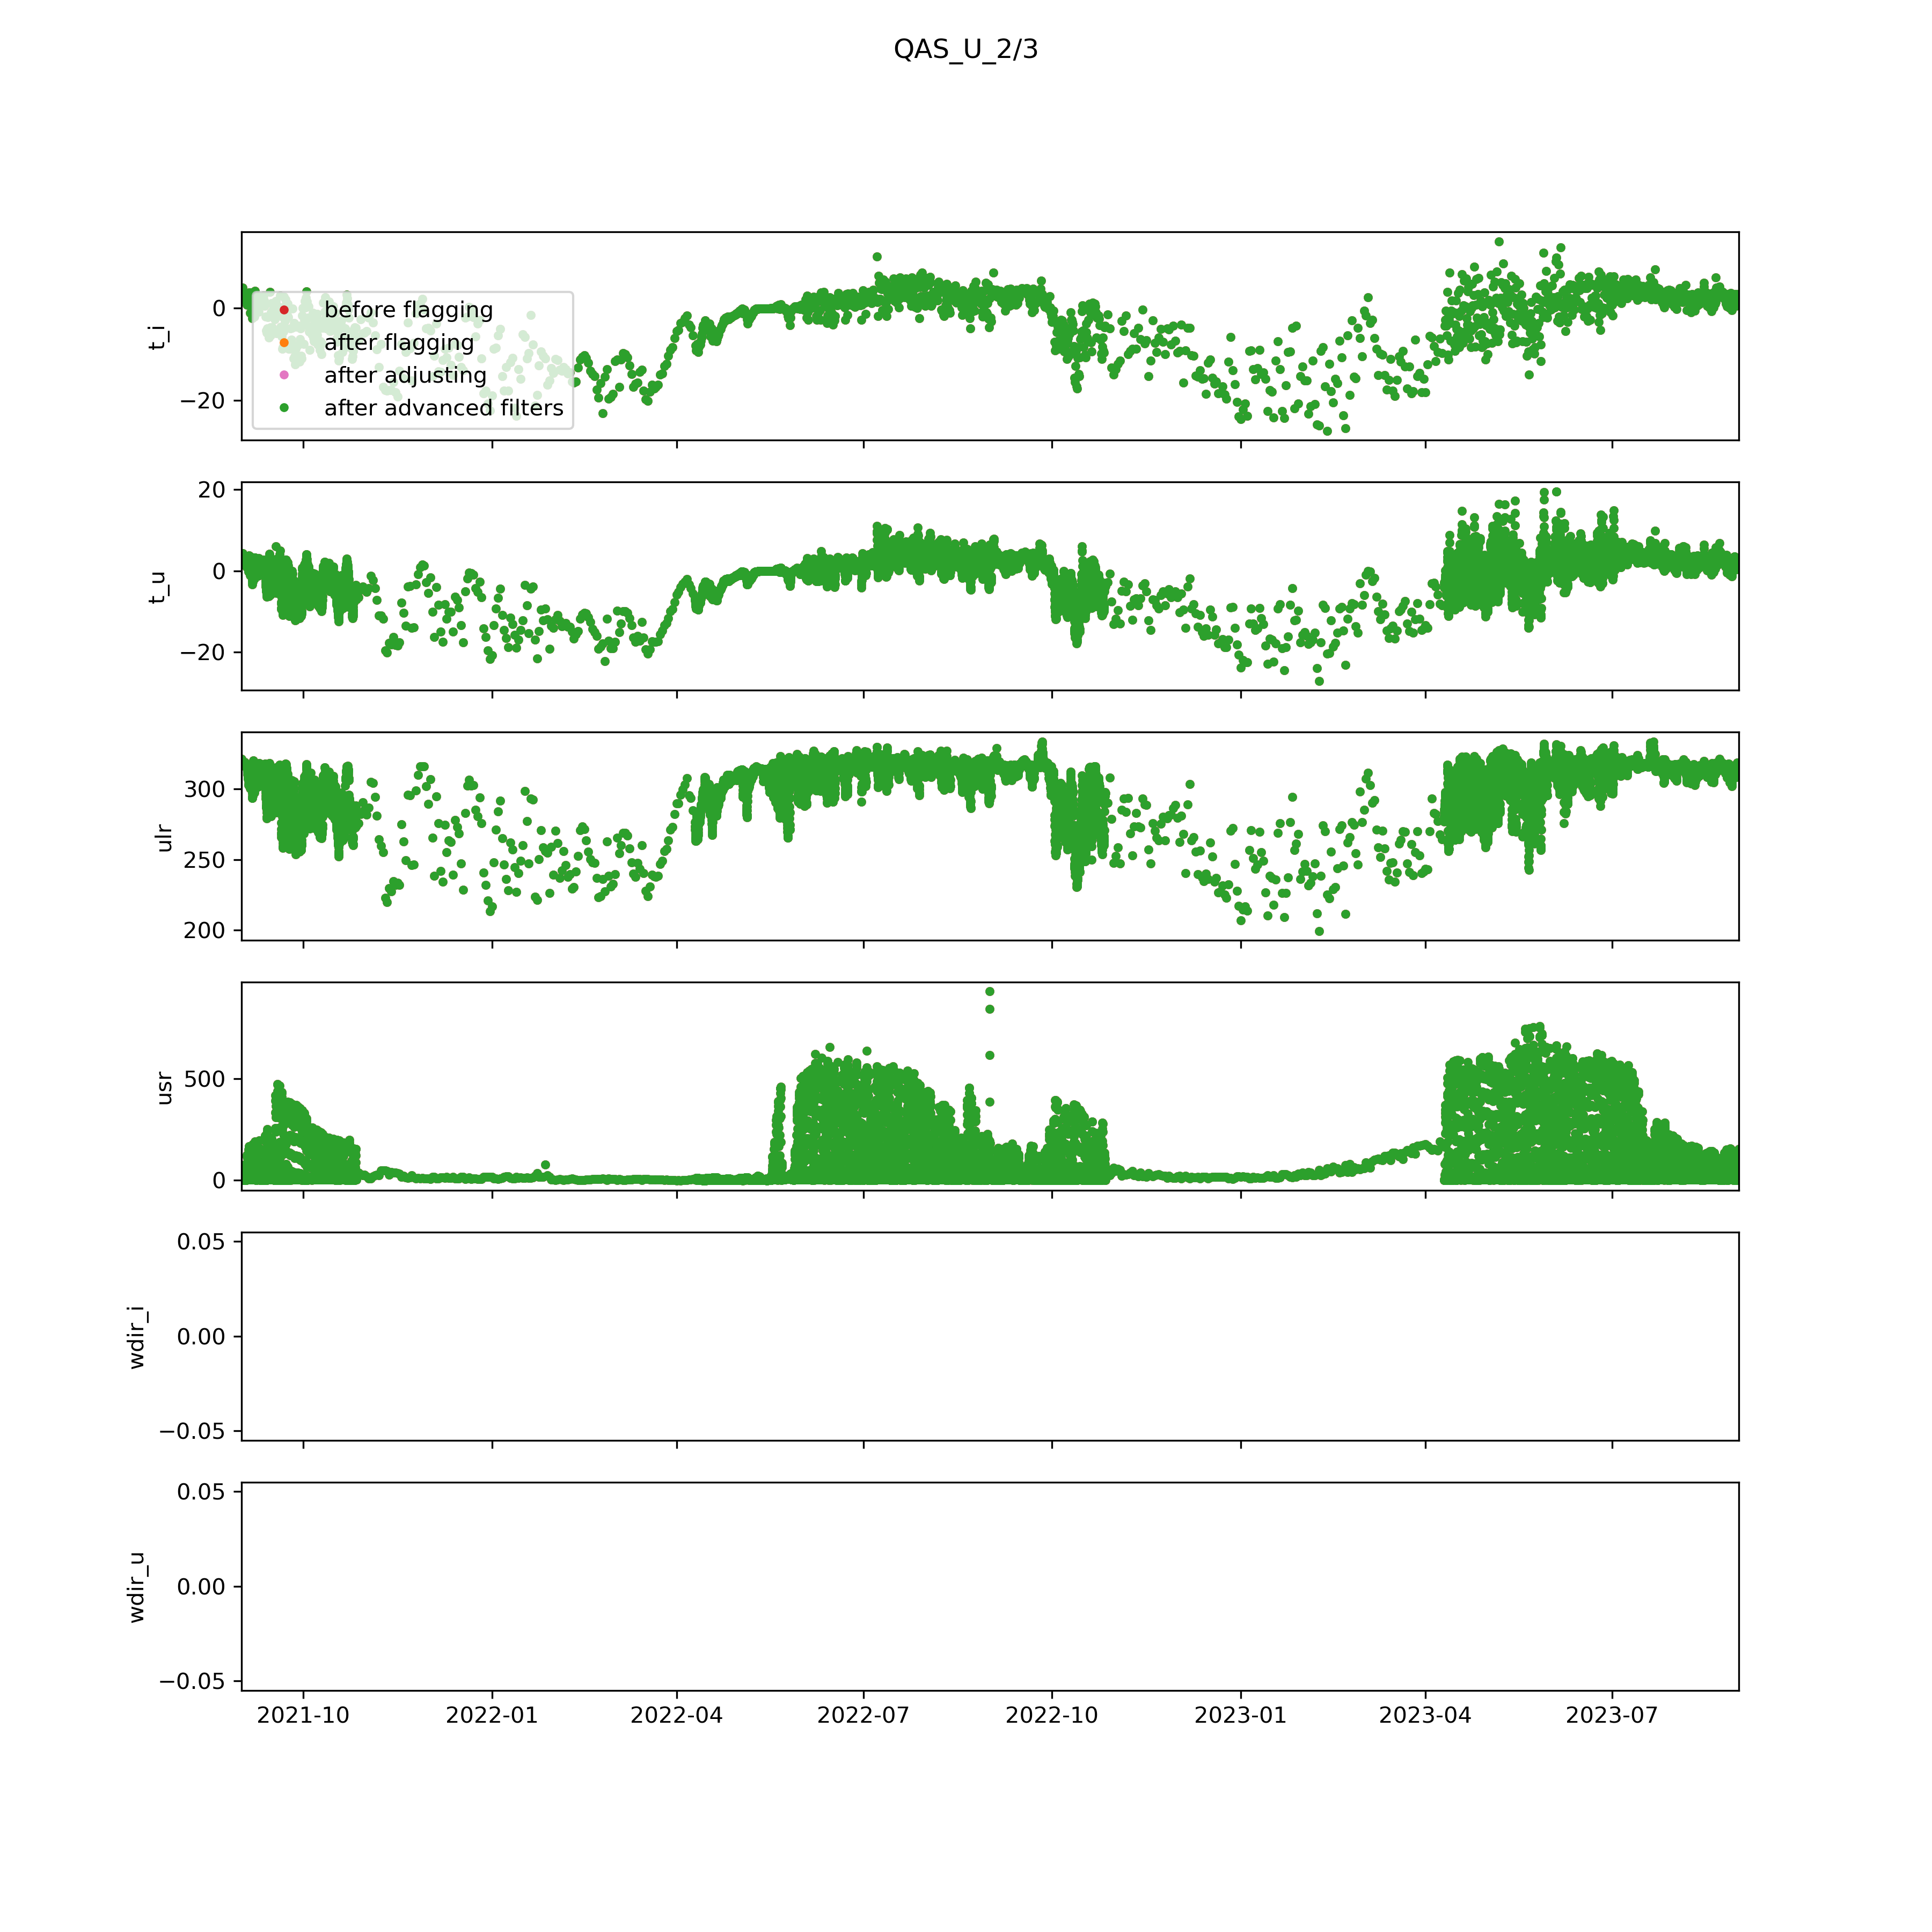 QAS_U_2/3
t_i
0
−20
before flagging
after flagging
after adjusting
after advanced filters
t_u
20
0
−20
ulr
300
250
200
usr
500
0
wdir_i
0.05
0.00
−0.05
wdir_u
0.05
0.00
−0.05
2021-10 2022-01 2022-04 2022-07 2022-10 2023-01 2023-04 2023-07